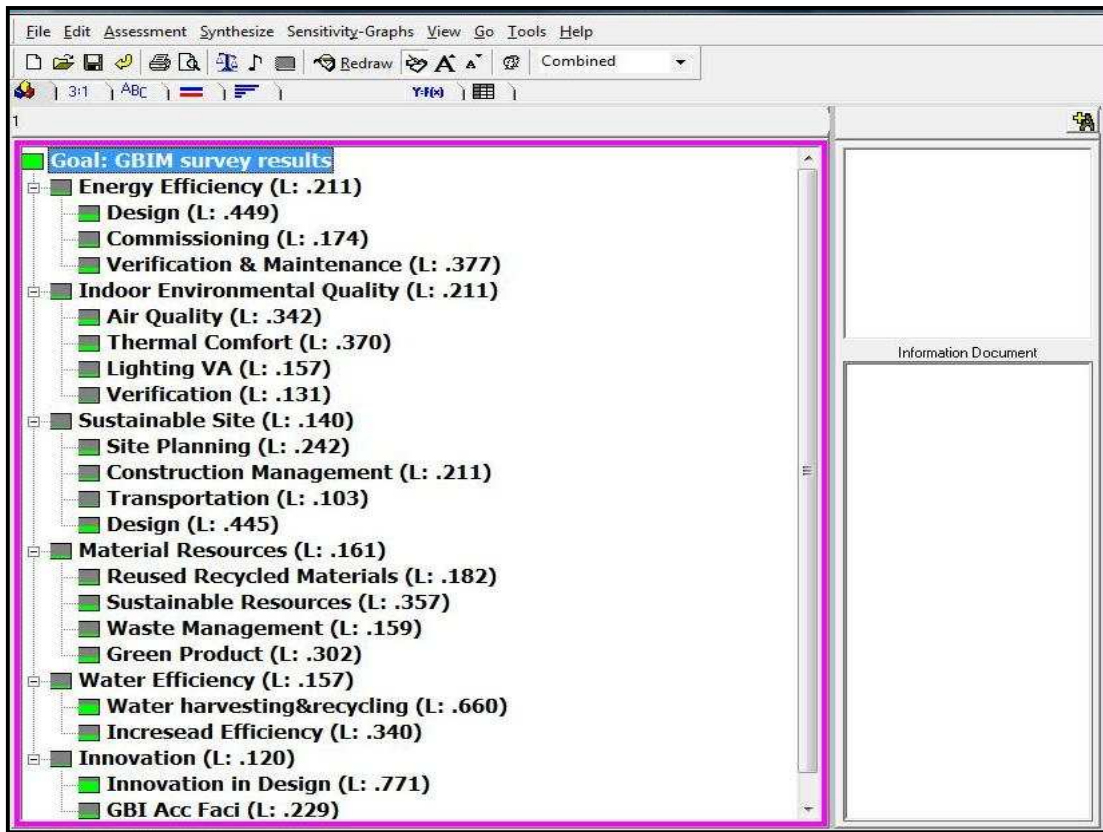 File Edit Assessment Synthesize Sensitivity-Graphs View Go Tools Help
Redraw A A Combined
3:1 ABC Y=F(x)
1
Goal: GBIM survey results
Energy Efficiency (L: .211)
Design (L: .449)
Commissioning (L: .174)
Verification & Maintenance (L: .377)
Indoor Environmental Quality (L: .211)
Air Quality (L: .342)
Thermal Comfort (L: .370)
Lighting VA (L: .157)
Verification (L: .131)
Sustainable Site (L: .140)
Site Planning (L: .242)
Construction Management (L: .211)
Transportation (L: .103)
Design (L: .445)
Material Resources (L: .161)
Reused Recycled Materials (L: .182)
Sustainable Resources (L: .357)
Waste Management (L: .159)
Green Product (L: .302)
Water Efficiency (L: .157)
Water harvesting&recycling (L: .660)
Incresead Efficiency (L: .340)
Innovation (L: .120)
Innovation in Design (L: .771)
GBI Acc Faci (L: .229)
Information Document